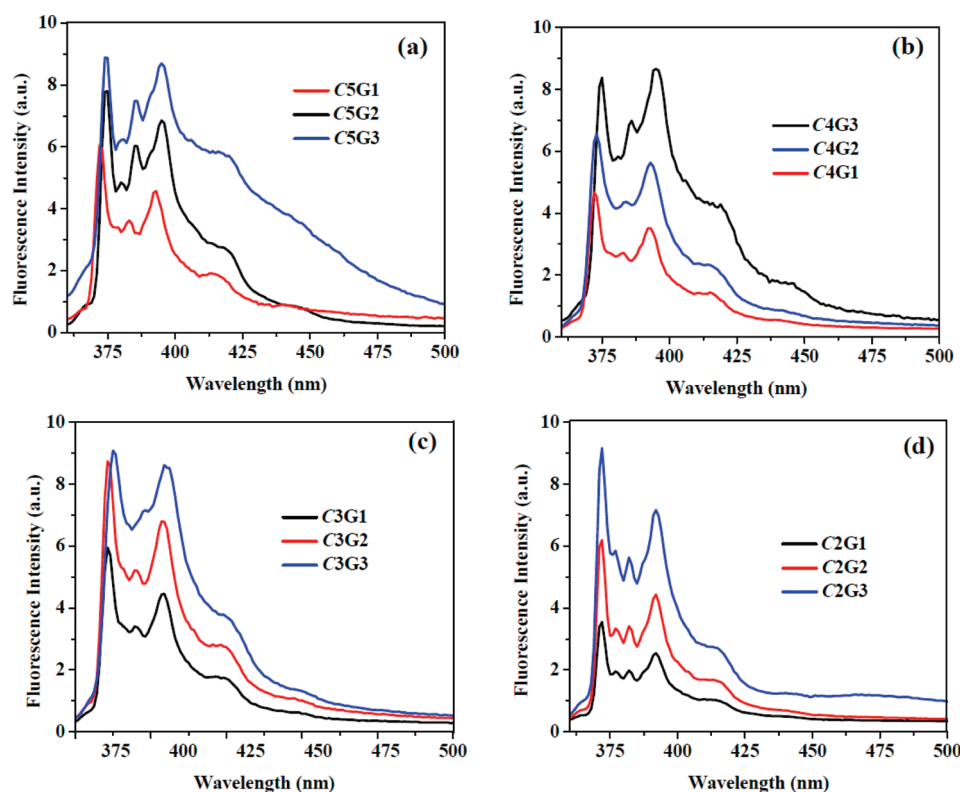 (a)
Fluorescence Intensity (a.u.)
10
8
6
4
2
0
C5G1
C5G2
C5G3
375 400 425 450 475 500
Wavelength (nm)
(b)
Fluorescence Intensity (a.u.)
10
8
6
4
2
0
C4G3
C4G2
C4G1
375 400 425 450 475 500
Wavelength (nm)
(c)
Fluorescence Intensity (a.u.)
10
8
6
4
2
0
C3G1
C3G2
C3G3
375 400 425 450 475 500
Wavelength (nm)
(d)
Fluorescence Intensity (a.u.)
10
8
6
4
2
0
C2G1
C2G2
C2G3
375 400 425 450 475 500
Wavelength (nm)